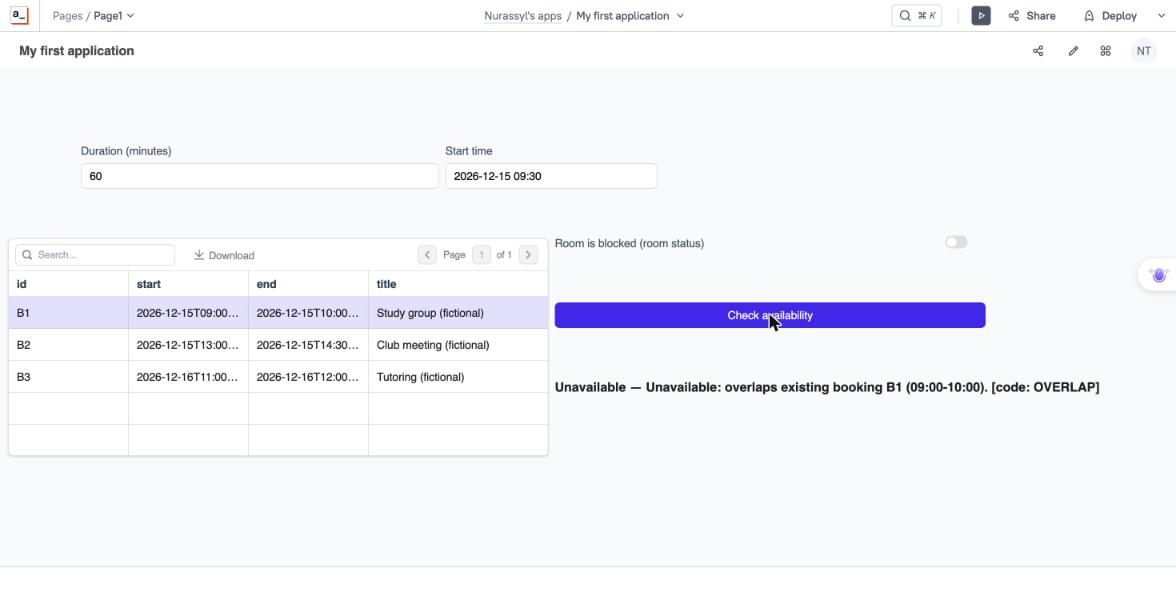 a_ Pages / Page1 Nurassyl's apps / My first application ⌘ K Share Deploy
My first application NT
Duration (minutes) Start time
60 2026-12-15 09:30
Search... Download Page 1 of 1
Room is blocked (room status)
id start end title
B1 2026-12-15T09:00... 2026-12-15T10:00... Study group (fictional)
Check availability
B2 2026-12-15T13:00... 2026-12-15T14:30... Club meeting (fictional)
B3 2026-12-16T11:00... 2026-12-16T12:00... Tutoring (fictional)
Unavailable — Unavailable: overlaps existing booking B1 (09:00-10:00). [code: OVERLAP]